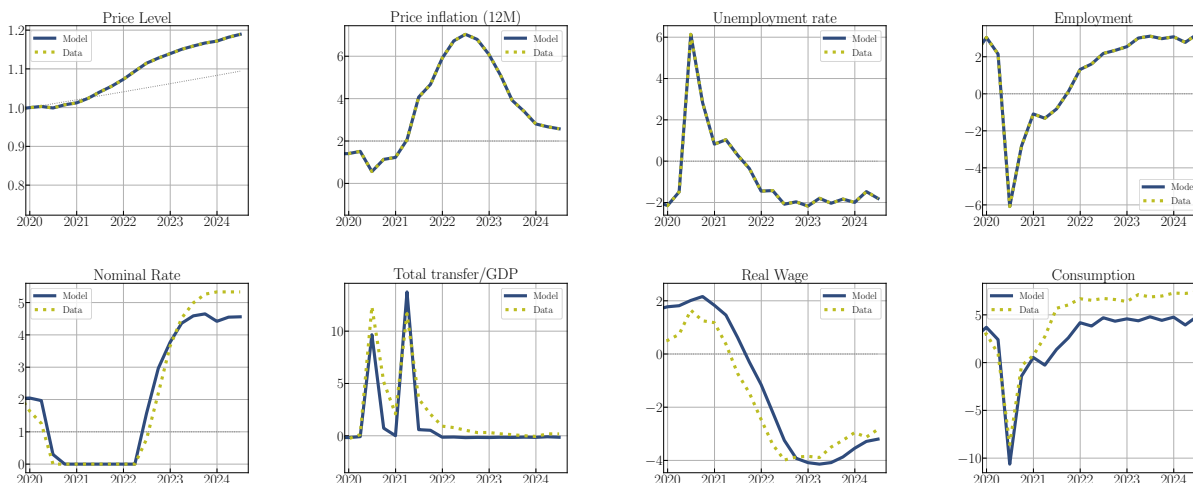 Price Level
1.2
1.1
1.0
0.9
0.8
2020 2021 2022 2023 2024
Model
Data
Price inflation (12M)
6
4
2
0
2020 2021 2022 2023 2024
Model
Data
Unemployment rate
6
4
2
0
−2
2020 2021 2022 2023 2024
Model
Data
Employment
2
0
−2
−4
−6
2020 2021 2022 2023 2024
Model
Data
Nominal Rate
5
4
3
2
1
0
2020 2021 2022 2023 2024
Model
Data
Total transfer/GDP
10
5
0
2020 2021 2022 2023 2024
Model
Data
Real Wage
2
0
−2
−4
2020 2021 2022 2023 2024
Model
Data
Consumption
5
0
−5
−10
2020 2021 2022 2023 2024
Model
Data